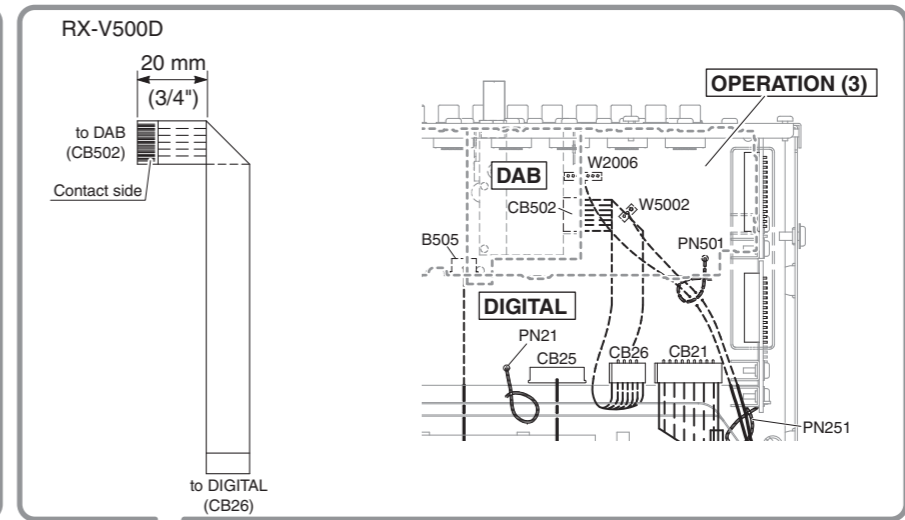 RX-V500D
20 mm
(3/4")
to DAB
(CB502)
Contact side
to DIGITAL
(CB26)
OPERATION (3)
W2006
DAB
CB502
W5002
B505
PN501
DIGITAL
PN21
CB25
CB26
CB21
PN251